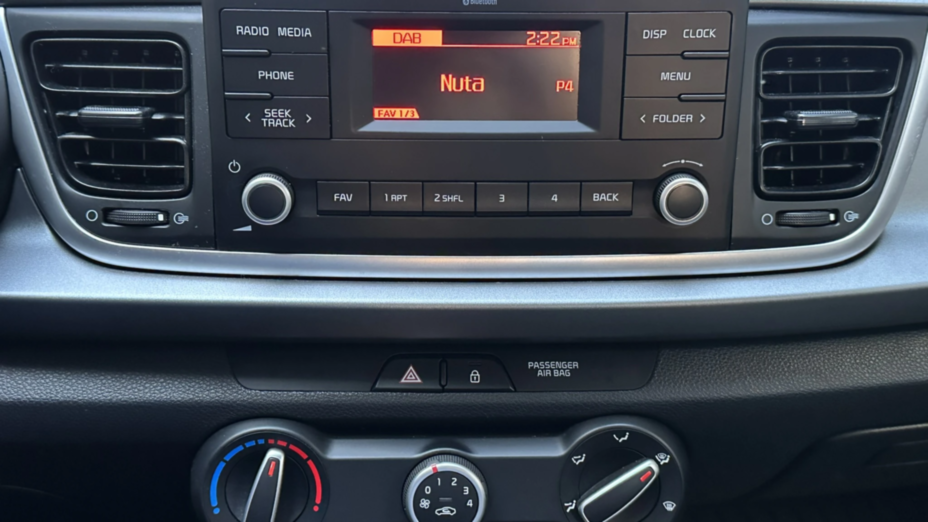 Bluetooth
RADIO MEDIA
DAB 2:22 PM
DISP CLOCK
PHONE
Nuta P4
MENU
< SEEK TRACK >
FAV 1/3
< FOLDER >
FAV
1 RPT
2 SHFL
3
4
BACK
PASSENGER
AIR BAG
0 1 2 3 4